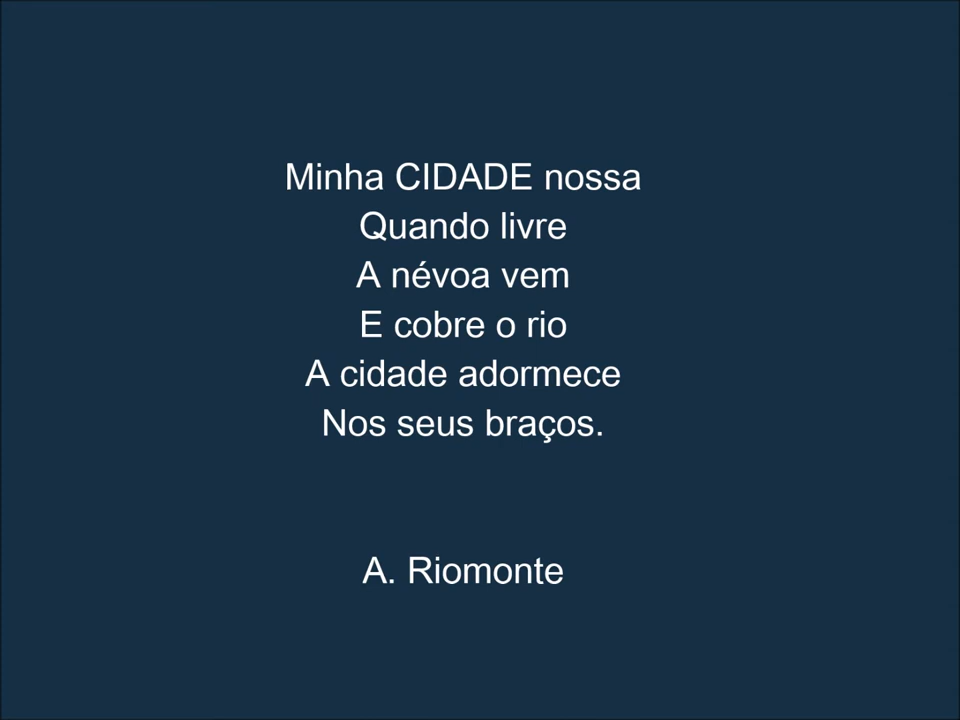 Minha CIDADE nossa
Quando livre
A névoa vem
E cobre o rio
A cidade adormece
Nos seus braços.
A. Riomonte